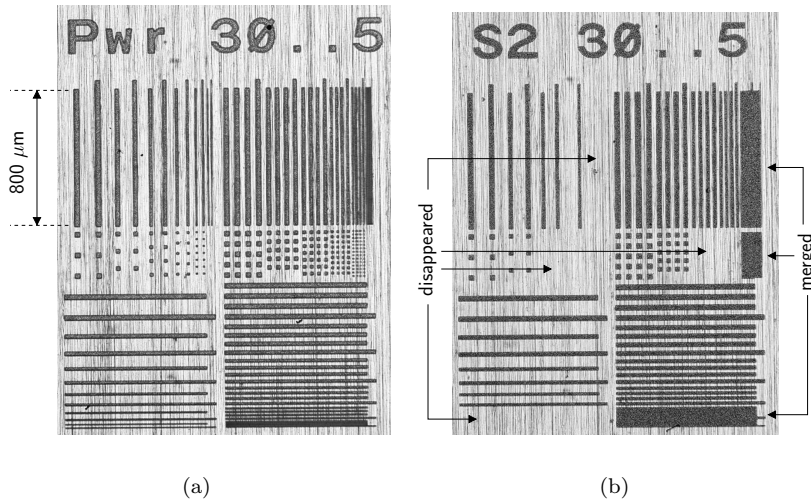 PWr 30..5
800 μm
(a)
S2 30..5
disappeared
merged
(b)